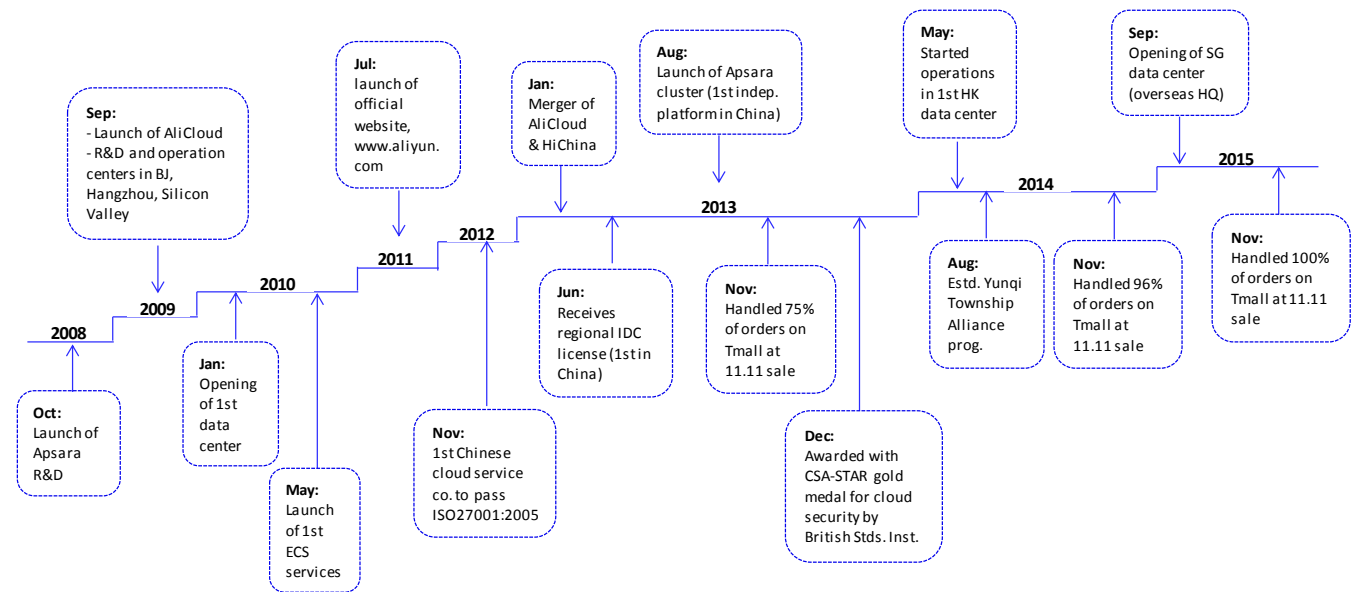 Oct:
Launch of
Apsara
R&D
2008
Sep:
- Launch of AliCloud
- R&D and operation
centers in BJ,
Hangzhou, Silicon
Valley
2009
Jan:
Opening
of 1st
data
center
2010
May:
Launch
of 1st
ECS
services
Jul:
launch of
official
website,
www.aliyun.
com
2011
Nov:
1st Chinese
cloud service
co. to pass
ISO27001:2005
2012
Jan:
Merger of
AliCloud
& HiChina
Jun:
Receives
regional IDC
license (1st in
China)
Aug:
Launch of Apsara
cluster (1st indep.
platform in China)
2013
Nov:
Handled 75%
of orders on
Tmall at
11.11 sale
Dec:
Awarded with
CSA-STAR gold
medal for cloud
security by
British Stds. Inst.
May:
Started
operations
in 1st HK
data center
2014
Aug:
Estd. Yunqi
Township
Alliance
prog.
Nov:
Handled 96%
of orders on
Tmall at
11.11 sale
Sep:
Opening of SG
data center
(overseas HQ)
2015
Nov:
Handled 100%
of orders on
Tmall at 11.11
sale